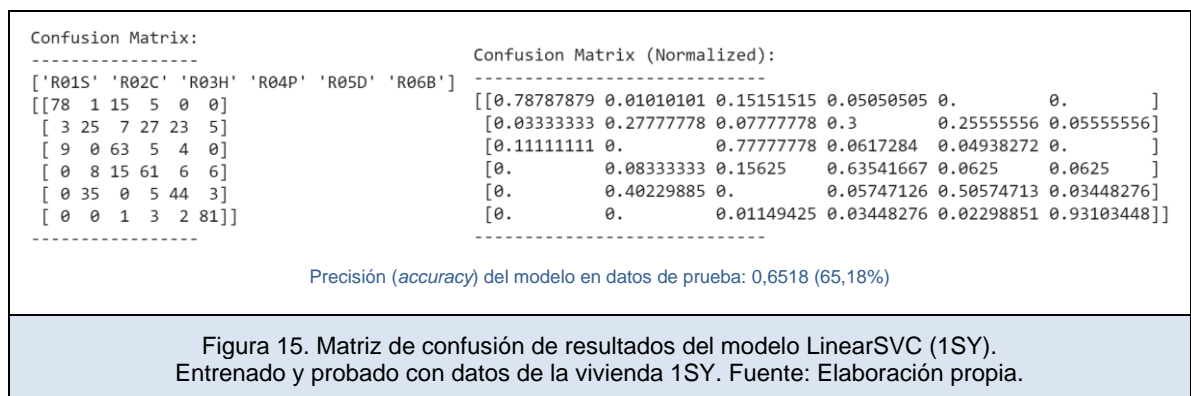 Confusion Matrix:
-----------------
['R01S' 'R02C' 'R03H' 'R04P' 'R05D' 'R06B']
[[78 1 15 5 0 0]
[ 3 25 7 27 23 5]
[ 9 0 63 5 4 0]
[ 0 8 15 61 6 6]
[ 0 35 0 5 44 3]
[ 0 0 1 3 2 81]]
-----------------
Confusion Matrix (Normalized):
-----------------------------
[[0.78787879 0.01010101 0.15151515 0.05050505 0. 0. ]
[0.03333333 0.27777778 0.07777778 0.3 0.25555556 0.05555556]
[0.11111111 0. 0.77777778 0.0617284 0.04938272 0. ]
[0. 0.08333333 0.15625 0.63541667 0.0625 0.0625 ]
[0. 0.40229885 0. 0.05747126 0.50574713 0.03448276]
[0. 0. 0.01149425 0.03448276 0.02298851 0.93103448]]
-----------------------------
Precisión (accuracy) del modelo en datos de prueba: 0,6518 (65,18%)
Figura 15. Matriz de confusión de resultados del modelo LinearSVC (1SY).
Entrenado y probado con datos de la vivienda 1SY. Fuente: Elaboración propia.